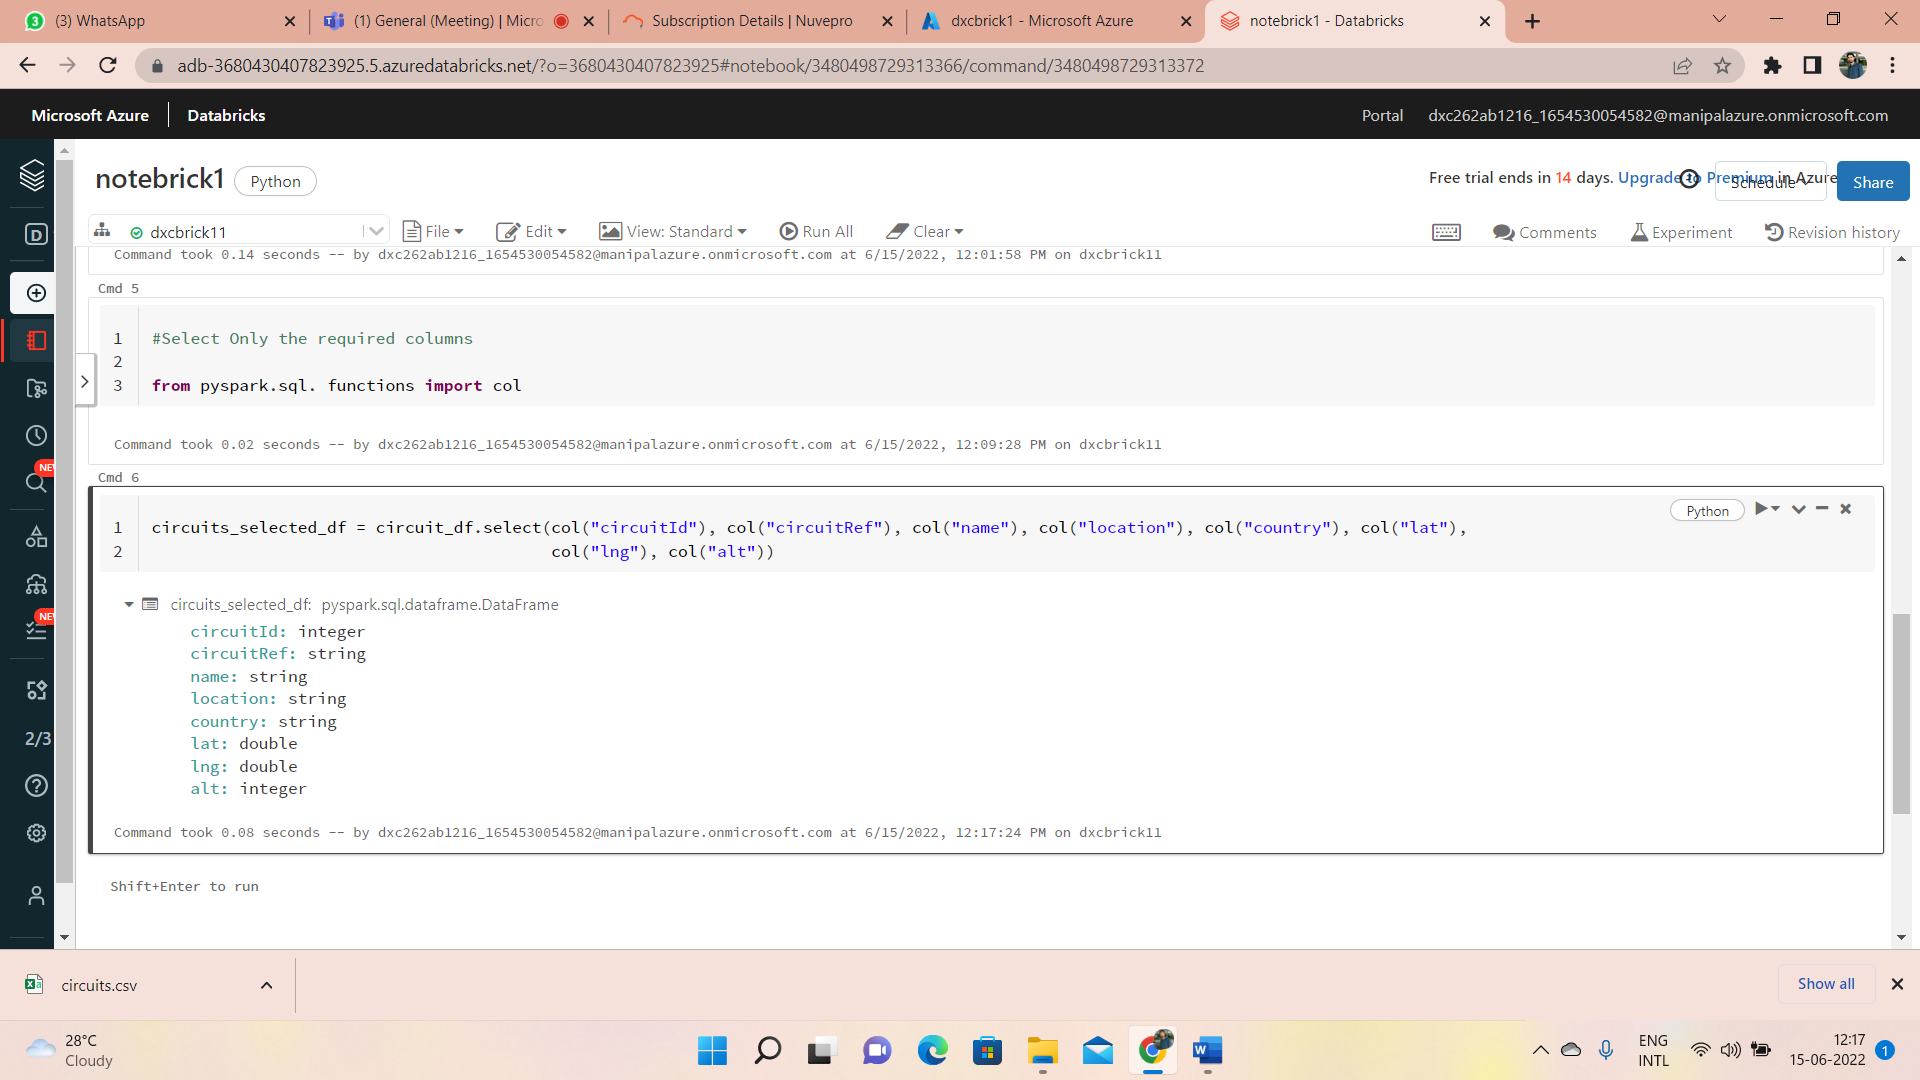 (3) WhatsApp
(1) General (Meeting) | Micro
Subscription Details | Nuvepro
dxcbrick1 - Microsoft Azure
notebrick1 - Databricks
adb-3680430407823925.5.azuredatabricks.net/?o=3680430407823925#notebook/3480498729313366/command/3480498729313372
Microsoft Azure Databricks
Portal dxc262ab1216_1654530054582@manipalazure.onmicrosoft.com
notebrick1 Python
Free trial ends in 14 days. Upgrade to Premium in Azure
Schedule
Share
dxcbrick11 File Edit View: Standard Run All Clear
Comments Experiment Revision history
Command took 0.14 seconds -- by dxc262ab1216_1654530054582@manipalazure.onmicrosoft.com at 6/15/2022, 12:01:58 PM on dxcbrick11
Cmd 5
1 #Select Only the required columns
2
3 from pyspark.sql. functions import col
Command took 0.02 seconds -- by dxc262ab1216_1654530054582@manipalazure.onmicrosoft.com at 6/15/2022, 12:09:28 PM on dxcbrick11
Cmd 6
Python
1 circuits_selected_df = circuit_df.select(col("circuitId"), col("circuitRef"), col("name"), col("location"), col("country"), col("lat"),
2 col("lng"), col("alt"))
circuits_selected_df: pyspark.sql.dataframe.DataFrame
circuitId: integer
circuitRef: string
name: string
location: string
country: string
lat: double
lng: double
alt: integer
Command took 0.08 seconds -- by dxc262ab1216_1654530054582@manipalazure.onmicrosoft.com at 6/15/2022, 12:17:24 PM on dxcbrick11
Shift+Enter to run
D
NEW
NEW
2/3
circuits.csv
Show all
28°C
Cloudy
ENG
INTL
12:17
15-06-2022
1